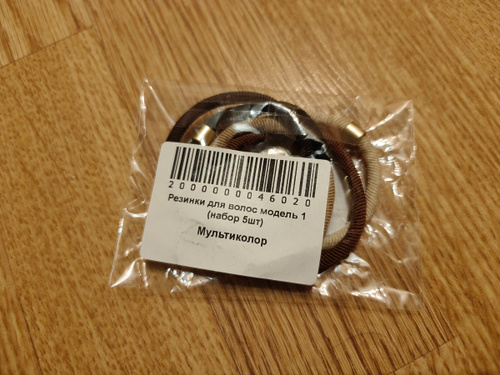 2000000046020
Резинки для волос модель 1
(набор 5шт)
Мультиколор